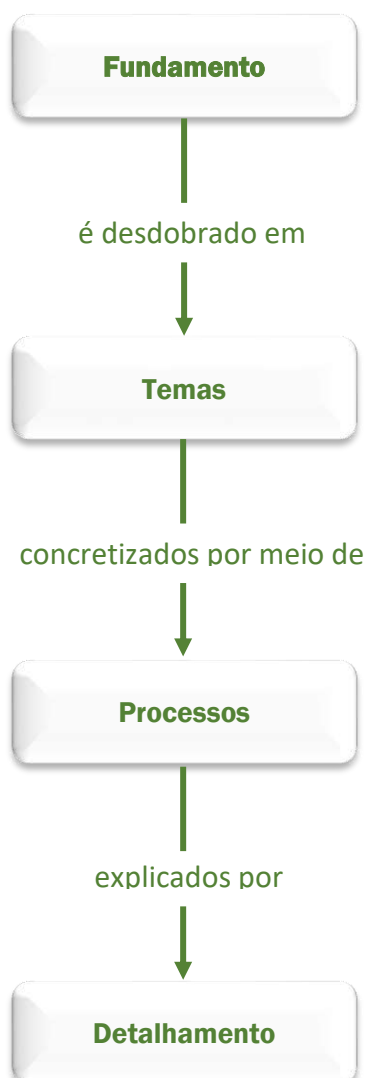 Fundamento
é desdobrado em
Temas
concretizados por meio de
Processos
explicados por
Detalhamento